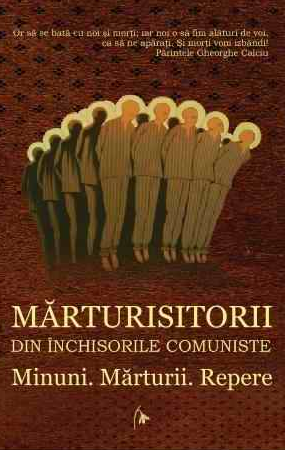 Or să se bată cu noi și morți; iar noi o să fim alături de voi,
ca să ne apărați. Și morți vom izbândi!
Părintele Gheorghe Calciu
MĂRTURISITORII
DIN ÎNCHISORILE COMUNISTE
Minuni. Mărturii. Repere